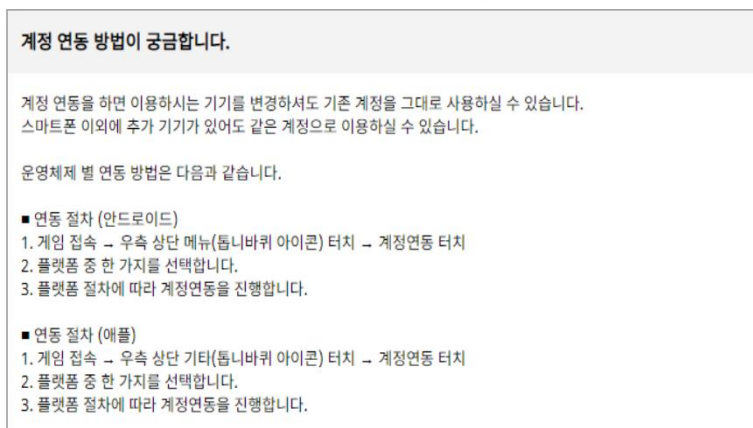 계정 연동 방법이 궁금합니다.
계정 연동을 하면 이용하시는 기기를 변경하셔도 기존 계정을 그대로 사용하실 수 있습니다.
스마트폰 이외에 추가 기기가 있어도 같은 계정으로 이용하실 수 있습니다.
운영체제 별 연동 방법은 다음과 같습니다.
■ 연동 절차 (안드로이드)
1. 게임 접속 → 우측 상단 메뉴(톱니바퀴 아이콘) 터치 → 계정연동 터치
2. 플랫폼 중 한 가지를 선택합니다.
3. 플랫폼 절차에 따라 계정연동을 진행합니다.
■ 연동 절차 (애플)
1. 게임 접속 → 우측 상단 기타(톱니바퀴 아이콘) 터치 → 계정연동 터치
2. 플랫폼 중 한 가지를 선택합니다.
3. 플랫폼 절차에 따라 계정연동을 진행합니다.